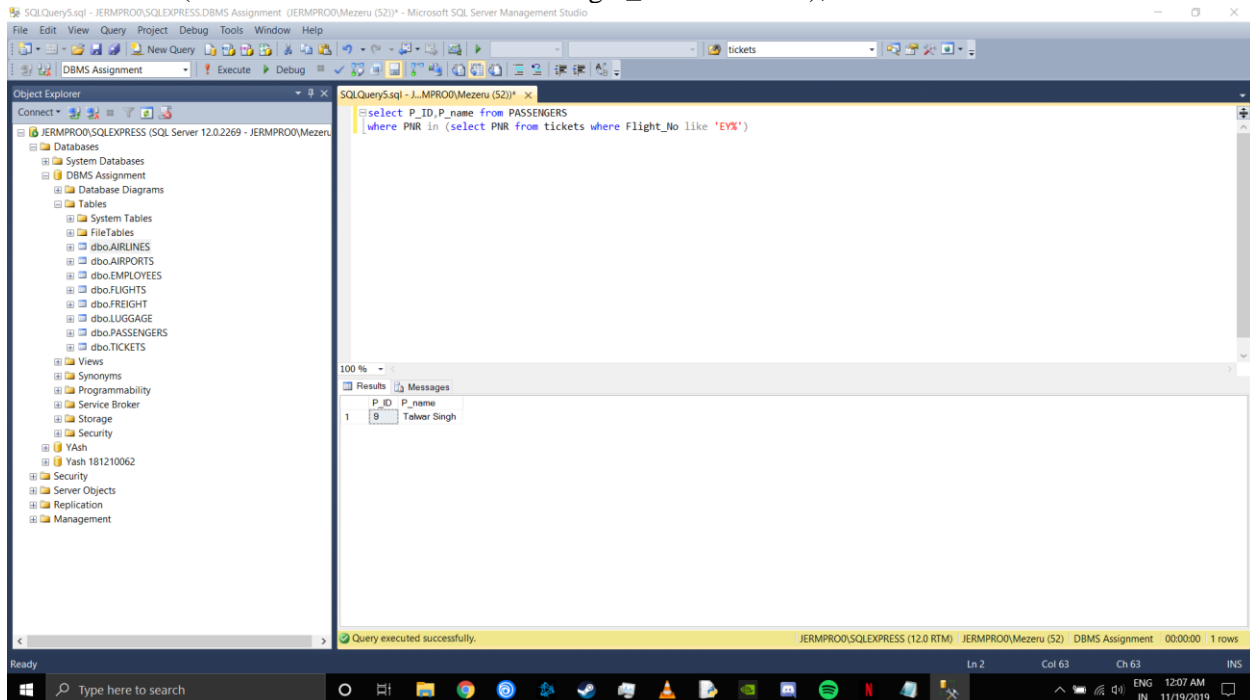 SQLQuery5.sql - JERMPRO0\SQLEXPRESS.DBMS Assignment (JERMPRO0\Mezeru (52))* - Microsoft SQL Server Management Studio
File Edit View Query Project Debug Tools Window Help
New Query tickets
DBMS Assignment Execute Debug
Object Explorer
Connect
JERMPRO0\SQLEXPRESS (SQL Server 12.0.2269 - JERMPRO0\Mezeru
Databases
System Databases
DBMS Assignment
Database Diagrams
Tables
System Tables
FileTables
dbo.AIRLINES
dbo.AIRPORTS
dbo.EMPLOYEES
dbo.FLIGHTS
dbo.FREIGHT
dbo.LUGGAGE
dbo.PASSENGERS
dbo.TICKETS
Views
Synonyms
Programmability
Service Broker
Storage
Security
YAsh
Yash 181210062
Security
Server Objects
Replication
Management
SQLQuery5.sql - J...MPRO0\Mezeru (52))*
select P_ID,P_name from PASSENGERS
where PNR in (select PNR from tickets where Flight_No like 'EY%')
100 %
Results Messages
P_ID P_name
1 9 Talwar Singh
Query executed successfully. JERMPRO0\SQLEXPRESS (12.0 RTM) JERMPRO0\Mezeru (52) DBMS Assignment 00:00:00 1 rows
Ready Ln 2 Col 63 Ch 63 INS
Type here to search ENG 12:07 AM
IN 11/19/2019